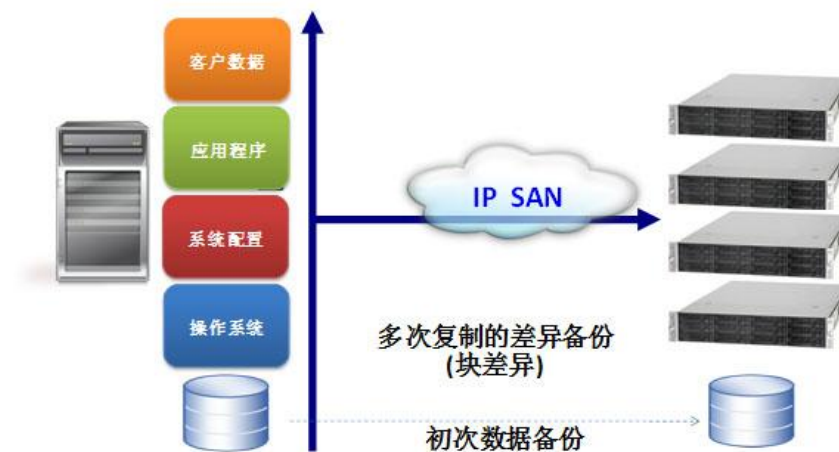 客户数据
应用程序
系统配置
操作系统
IP SAN
多次复制的差异备份
(块差异)
初次数据备份